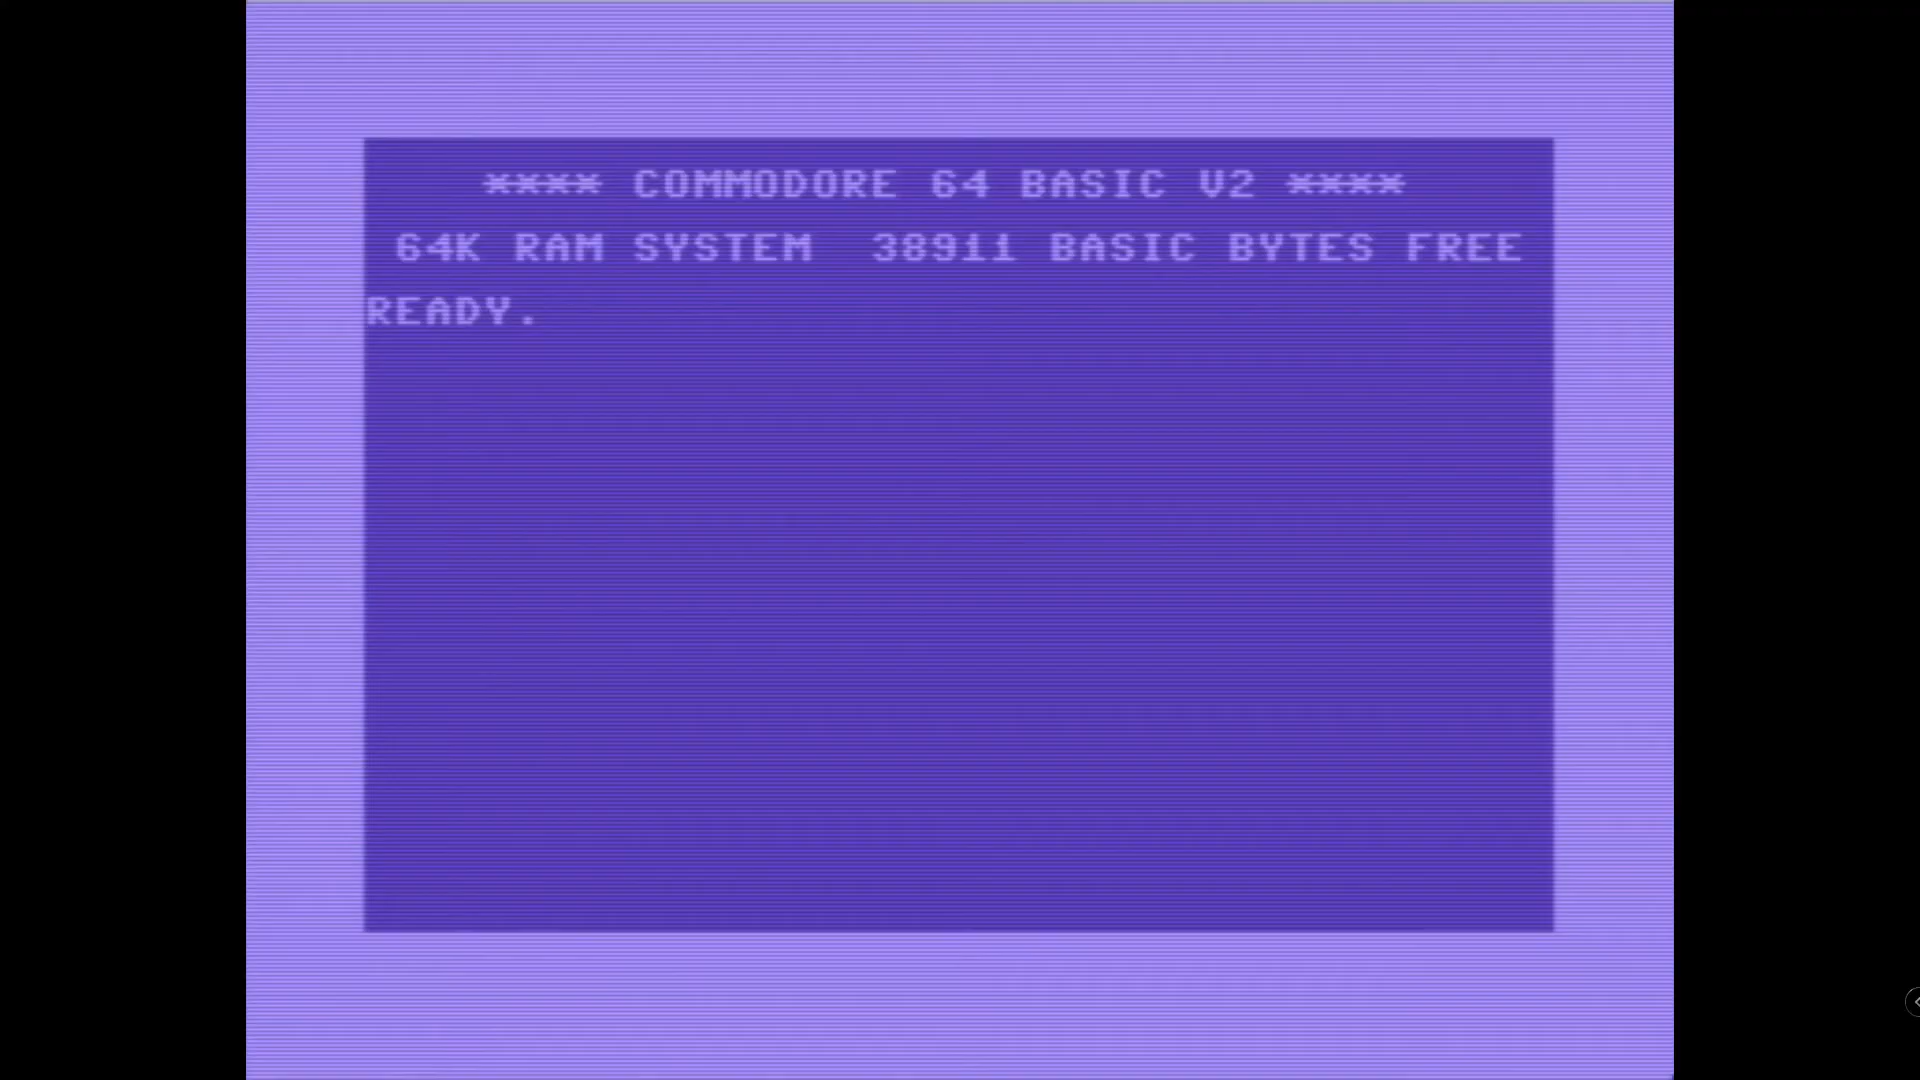 **** COMMODORE 64 BASIC V2 ****
64K RAM SYSTEM  38911 BASIC BYTES FREE
READY.